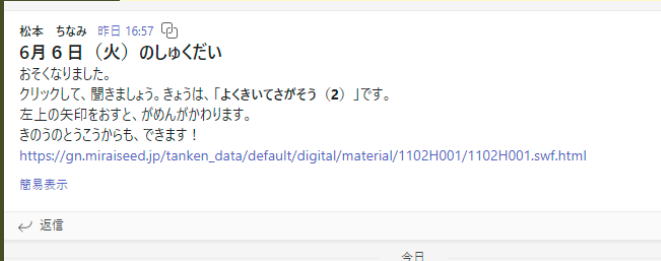 松本　ちなみ 昨日 16:57
6月 6 日（火）のしゅくだい
おそくなりました。
クリックして、聞きましょう。きょうは、「よくきいてさがそう（2）」です。
左上の矢印をおすと、がめんがかわります。
きのうのとうこうからも、できます！
https://gn.miraiseed.jp/tanken_data/default/digital/material/1102H001/1102H001.swf.html
簡易表示
返信
今日